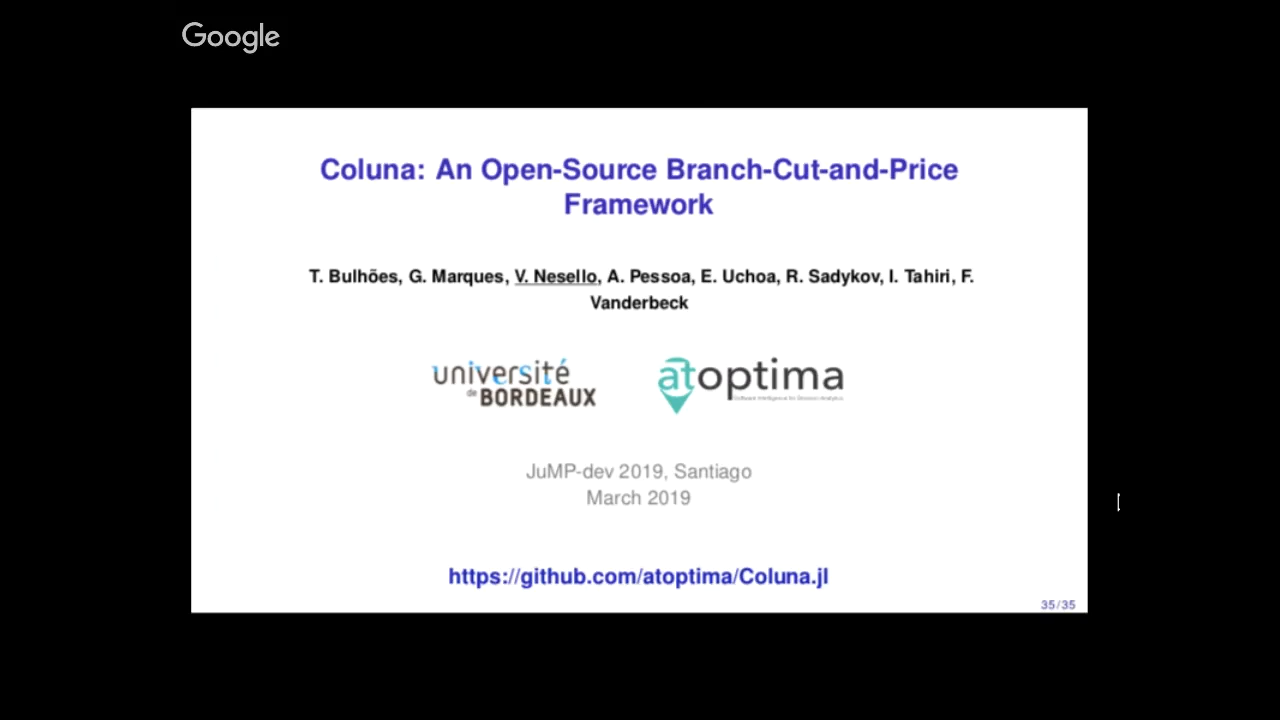 Google
Coluna: An Open-Source Branch-Cut-and-Price
Framework
T. Bulhões, G. Marques, V. Nesello, A. Pessoa, E. Uchoa, R. Sadykov, I. Tahiri, F.
Vanderbeck
université
de BORDEAUX
atoptima
JuMP-dev 2019, Santiago
March 2019
https://github.com/atoptima/Coluna.jl
35/35